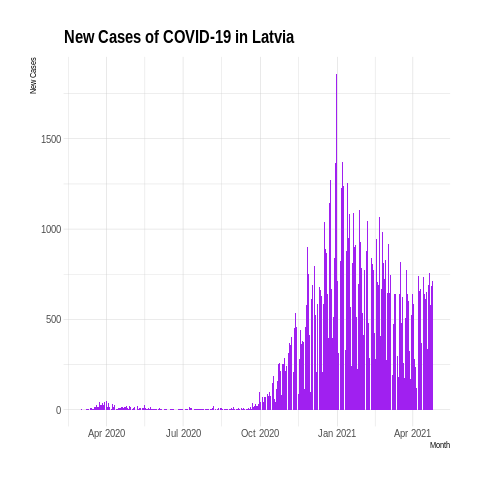 New Cases of COVID-19 in Latvia
New Cases
1500
1000
500
0
Apr 2020 Jul 2020 Oct 2020 Jan 2021 Apr 2021
Month